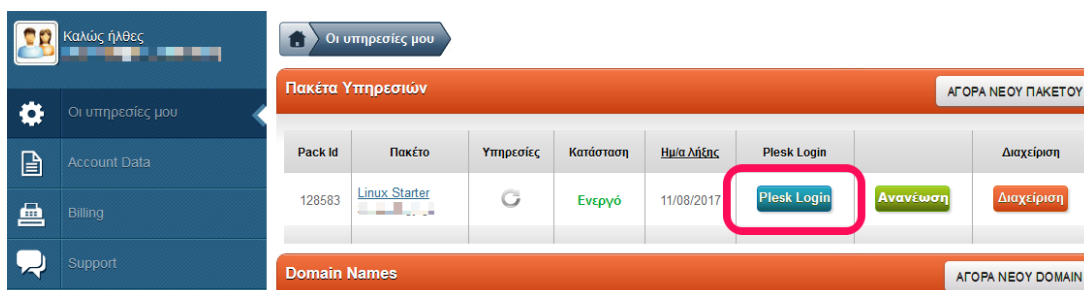 Καλώς ήλθες
Οι υπηρεσίες μου
Account Data
Billing
Support
Οι υπηρεσίες μου
Πακέτα Υπηρεσιών
ΑΓΟΡΑ ΝΕΟΥ ΠΑΚΕΤΟΥ
Pack Id Πακέτο Υπηρεσίες Κατάσταση Ημ/α Λήξης Plesk Login Διαχείριση
128583 Linux Starter Ενεργό 11/08/2017 Plesk Login Ανανέωση Διαχείριση
Domain Names
ΑΓΟΡΑ ΝΕΟΥ DOMAIN